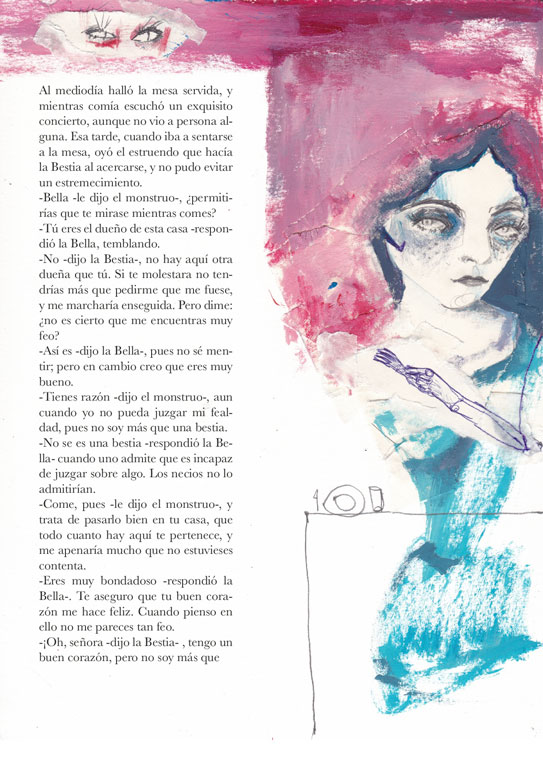 Al mediodía halló la mesa servida, y
mientras comía escuchó un exquisito
concierto, aunque no vio a persona al-
guna. Esa tarde, cuando iba a sentarse
a la mesa, oyó el estruendo que hacía
la Bestia al acercarse, y no pudo evitar
un estremecimiento.
-Bella -le dijo el monstruo-, ¿permiti-
rías que te mirase mientras comes?
-Tú eres el dueño de esta casa -respon-
dió la Bella, temblando.
-No -dijo la Bestia-, no hay aquí otra
dueña que tú. Si te molestara no ten-
drías más que pedirme que me fuese,
y me marcharía enseguida. Pero dime:
¿no es cierto que me encuentras muy
feo?
-Así es -dijo la Bella-, pues no sé men-
tir; pero en cambio creo que eres muy
bueno.
-Tienes razón -dijo el monstruo-, aun
cuando yo no pueda juzgar mi feal-
dad, pues no soy más que una bestia.
-No se es una bestia -respondió la Be-
lla- cuando uno admite que es incapaz
de juzgar sobre algo. Los necios no lo
admitirían.
-Come, pues -le dijo el monstruo-, y
trata de pasarlo bien en tu casa, que
todo cuanto hay aquí te pertenece, y
me apenaría mucho que no estuvieses
contenta.
-Eres muy bondadoso -respondió la
Bella-. Te aseguro que tu buen cora-
zón me hace feliz. Cuando pienso en
ello no me pareces tan feo.
-¡Oh, señora -dijo la Bestia- , tengo un
buen corazón, pero no soy más que